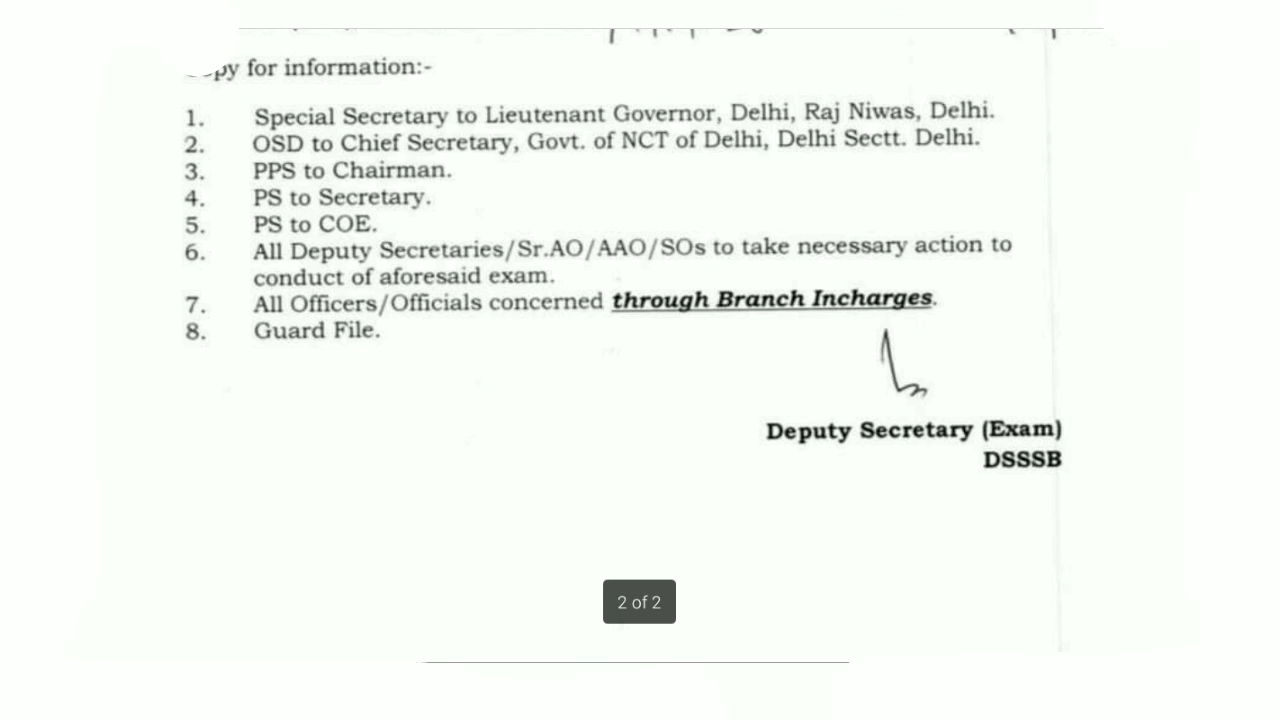 for information:-
1. Special Secretary to Lieutenant Governor, Delhi, Raj Niwas, Delhi.
2. OSD to Chief Secretary, Govt. of NCT of Delhi, Delhi Sectt. Delhi.
3. PPS to Chairman.
4. PS to Secretary.
5. PS to COE.
6. All Deputy Secretaries/Sr.AO/AAO/SOs to take necessary action to
conduct of aforesaid exam.
7. All Officers/Officials concerned through Branch Incharges.
8. Guard File.
Deputy Secretary (Exam)
DSSSB
2 of 2